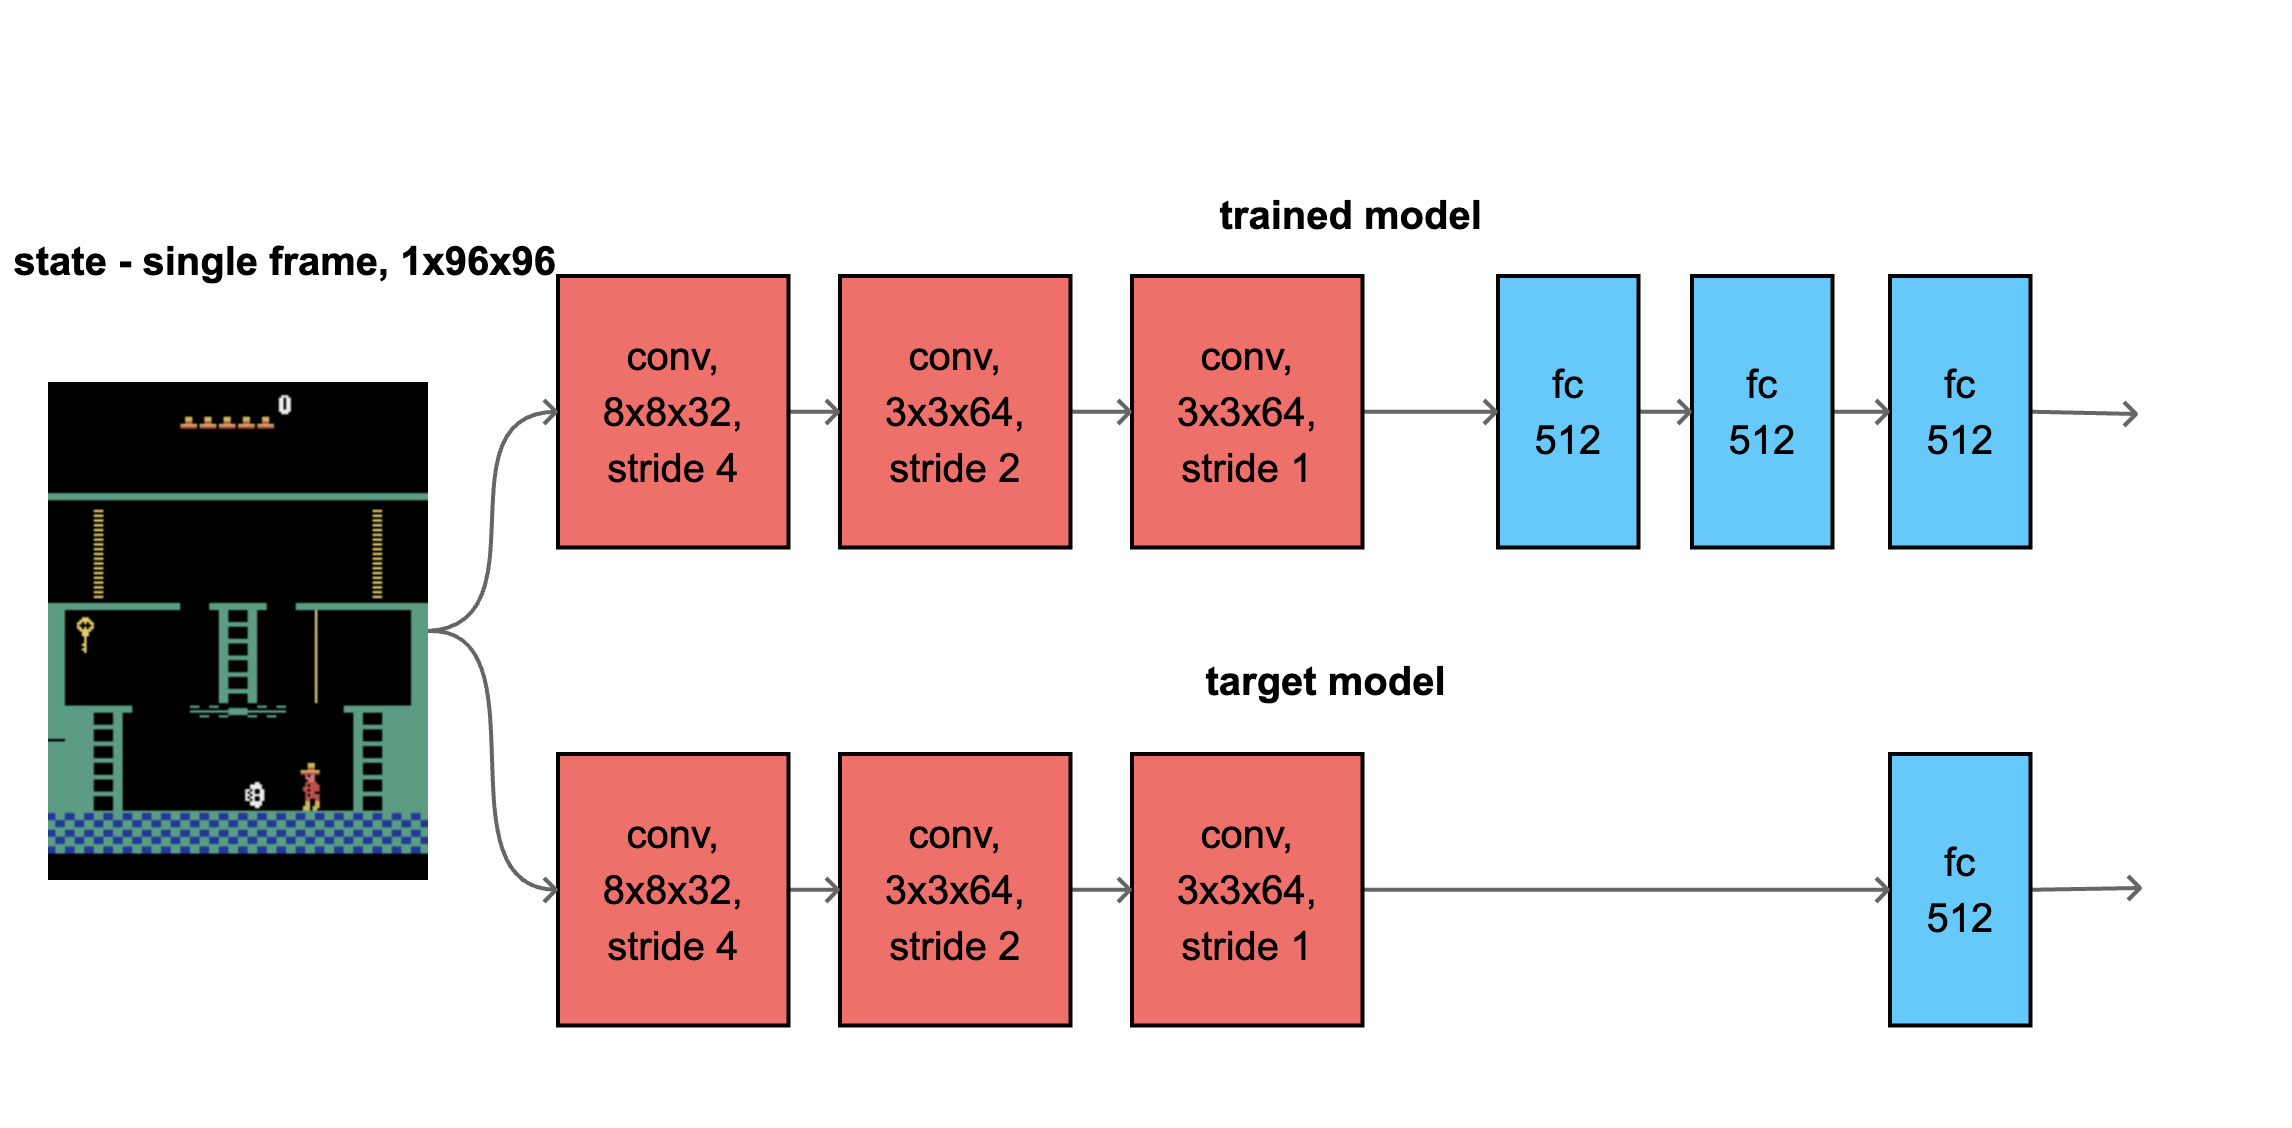 state - single frame, 1x96x96
0
trained model
conv,
8x8x32,
stride 4
conv,
3x3x64,
stride 2
conv,
3x3x64,
stride 1
fc
512
fc
512
fc
512
target model
conv,
8x8x32,
stride 4
conv,
3x3x64,
stride 2
conv,
3x3x64,
stride 1
fc
512